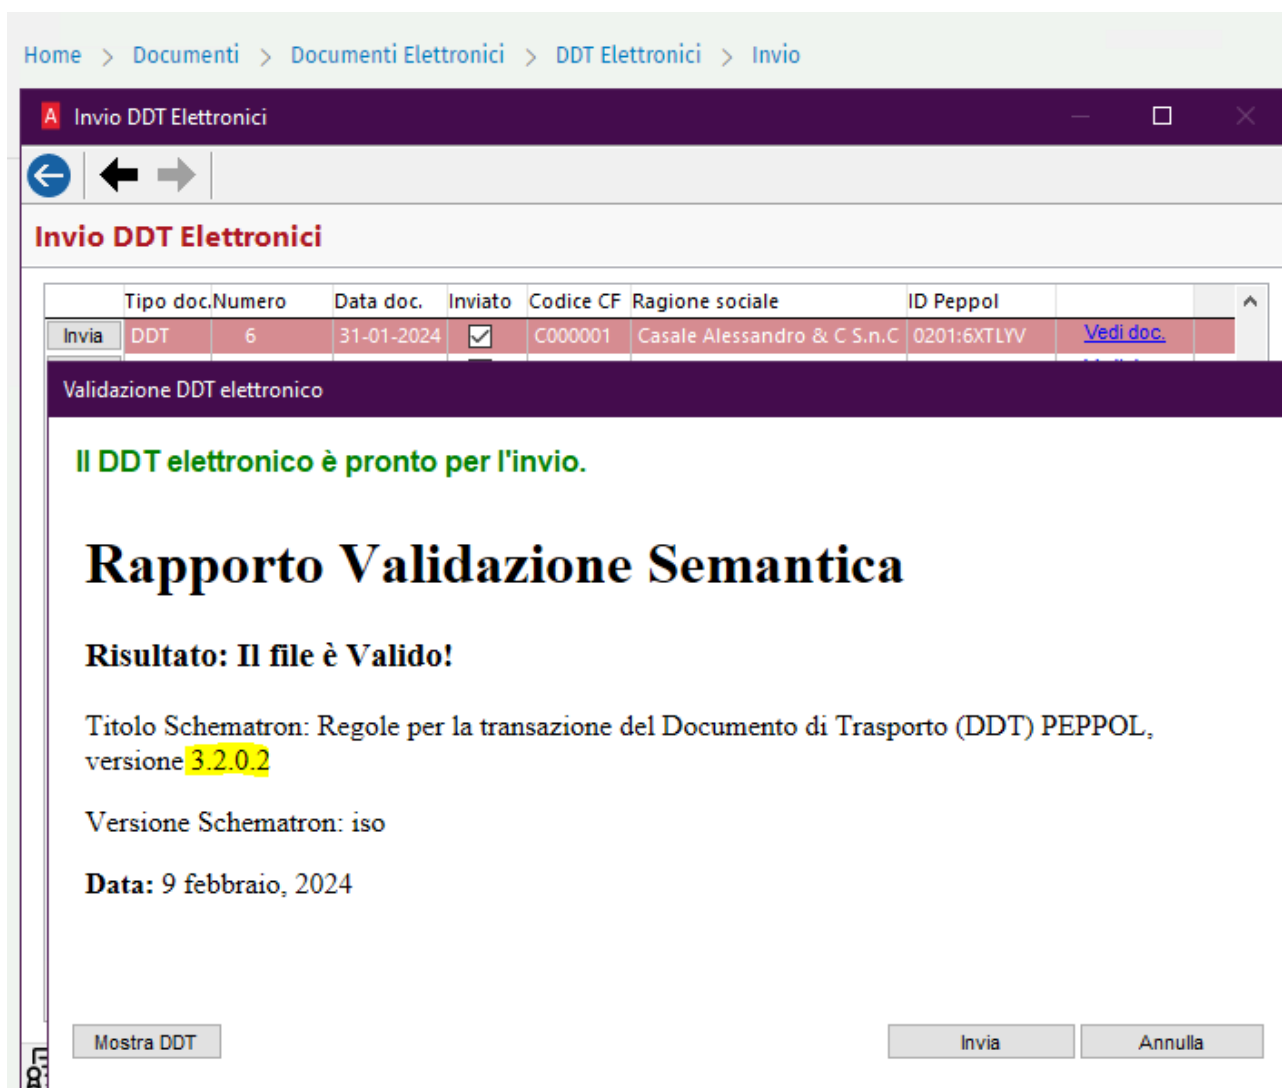 Home > Documenti > Documenti Elettronici > DDT Elettronici > Invio
A Invio DDT Elettronici
Invio DDT Elettronici
Tipo doc. Numero Data doc. Inviato Codice CF Ragione sociale ID Peppol
Invia DDT 6 31-01-2024 C000001 Casale Alessandro & C S.n.C 0201:6XTLYV Vedi doc.
Validazione DDT elettronico
Il DDT elettronico è pronto per l'invio.
Rapporto Validazione Semantica
Risultato: Il file è Valido!
Titolo Schematron: Regole per la transazione del Documento di Trasporto (DDT) PEPPOL,
versione 3.2.0.2
Versione Schematron: iso
Data: 9 febbraio, 2024
Mostra DDT Invia Annulla